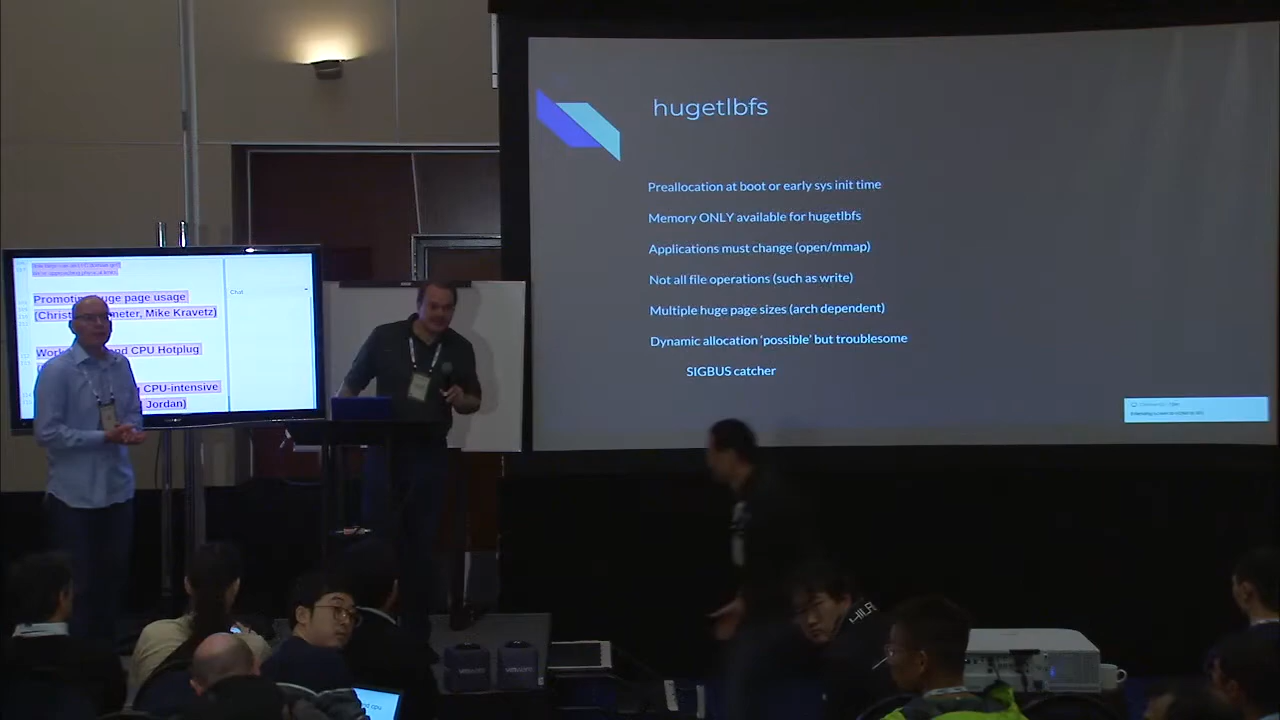 hugetlbfs
Preallocation at boot or early sys init time
Memory ONLY available for hugetlbfs
Applications must change (open/mmap)
Not all file operations (such as write)
Multiple huge page sizes (arch dependent)
Dynamic allocation 'possible' but troublesome
SIGBUS catcher
Chat
huge page usage
Mike Kravetz)
and CPU Hotplug
CPU-intensive
Jordan)